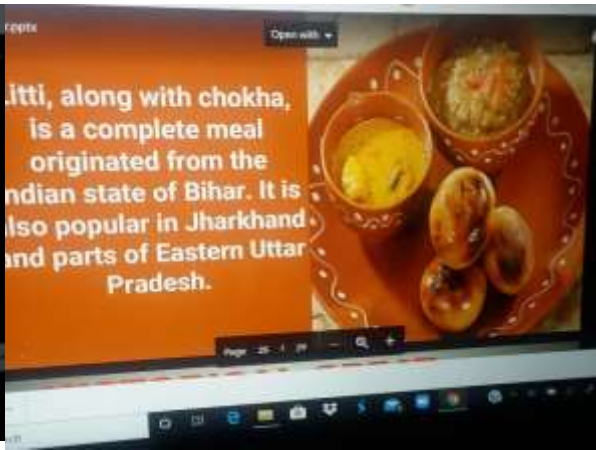 r.pptx
Open with
Litti, along with chokha,
is a complete meal
originated from the
Indian state of Bihar. It is
also popular in Jharkhand
and parts of Eastern Uttar
Pradesh.
Page